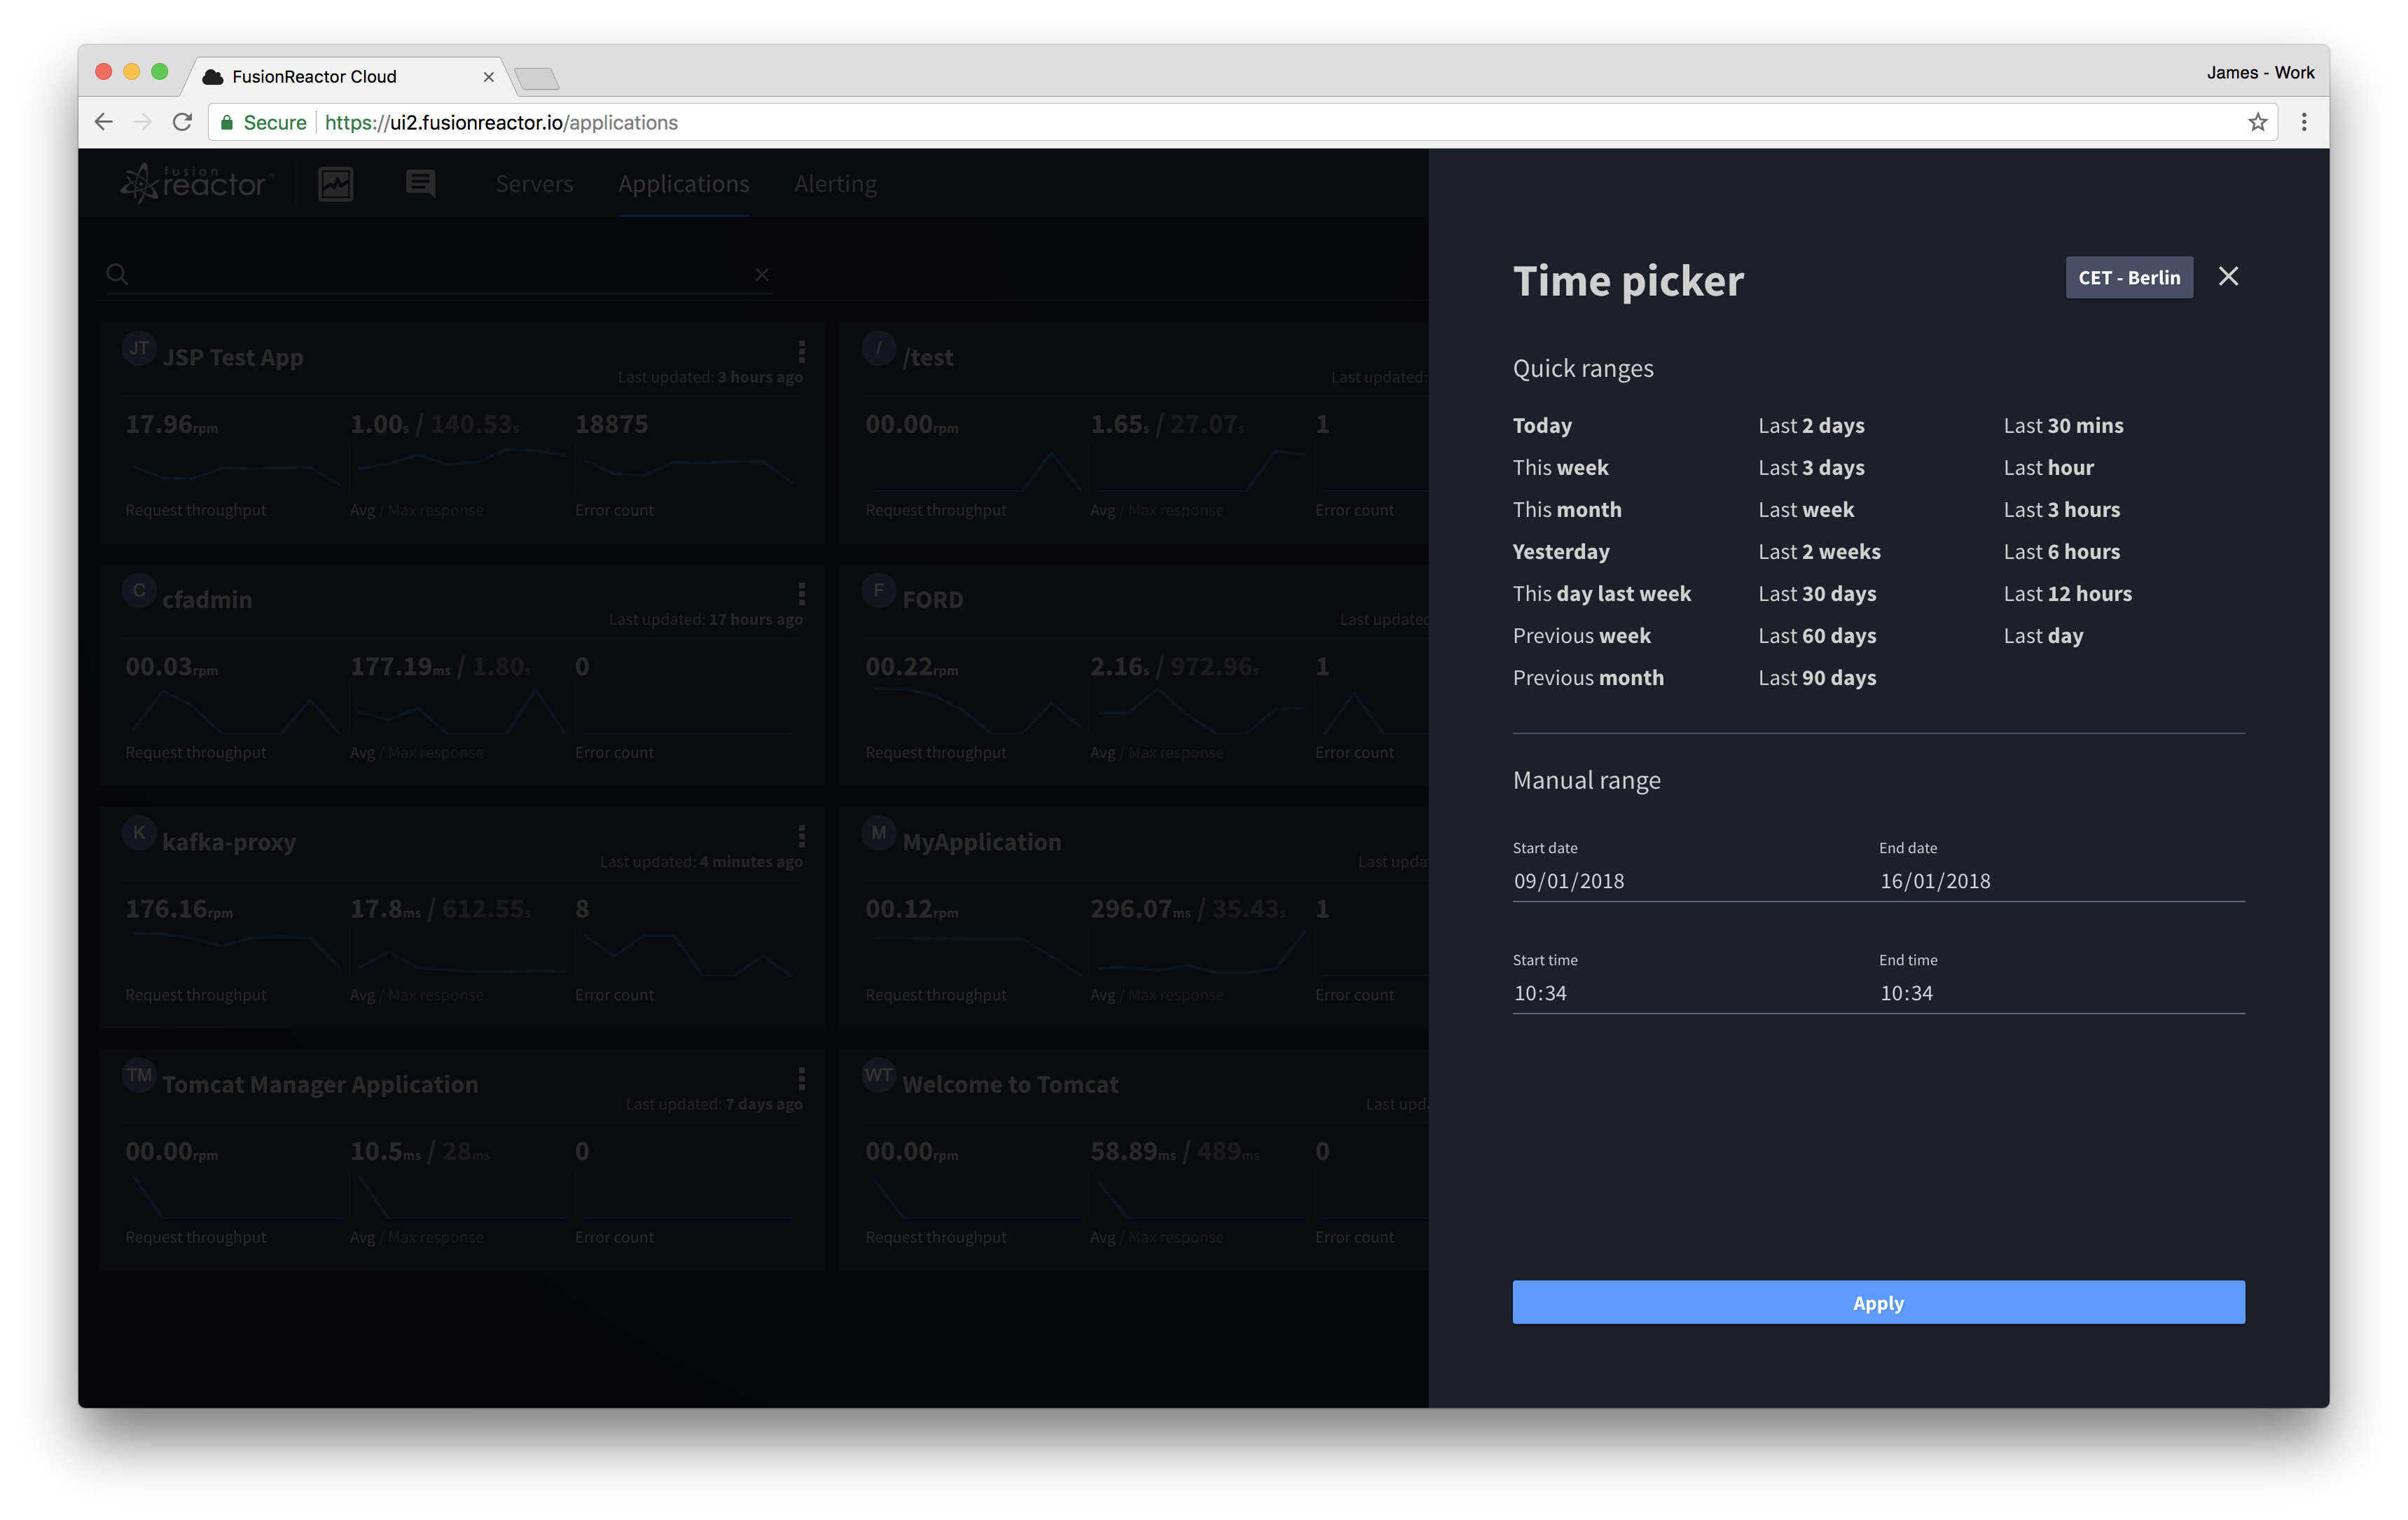 FusionReactor Cloud
James - Work
Secure https://ui2.fusionreactor.io/applications
fusion reactor™ Servers Applications Alerting
JT JSP Test App
Last updated: 3 hours ago
17.96rpm 1.00s / 140.53s 18875
Request throughput Avg / Max response Error count
/ /test
Last updated:
00.00rpm 1.65s / 27.07s 1
Request throughput Avg / Max response Error count
C cfadmin
Last updated: 17 hours ago
00.03rpm 177.19ms / 1.80s 0
Request throughput Avg / Max response Error count
F FORD
Last updated
00.22rpm 2.16s / 972.96s 1
Request throughput Avg / Max response Error count
K kafka-proxy
Last updated: 4 minutes ago
176.16rpm 17.8ms / 612.55s 8
Request throughput Avg / Max response Error count
M MyApplication
Last upda
00.12rpm 296.07ms / 35.43s 1
Request throughput Avg / Max response Error count
TM Tomcat Manager Application
Last updated: 7 days ago
00.00rpm 10.5ms / 28ms 0
Request throughput Avg / Max response Error count
WT Welcome to Tomcat
Last upd
00.00rpm 58.89ms / 489ms 0
Request throughput Avg / Max response Error count
Time picker
CET - Berlin
Quick ranges
Today Last 2 days Last 30 mins
This week Last 3 days Last hour
This month Last week Last 3 hours
Yesterday Last 2 weeks Last 6 hours
This day last week Last 30 days Last 12 hours
Previous week Last 60 days Last day
Previous month Last 90 days
Manual range
Start date End date
09/01/2018 16/01/2018
Start time End time
10:34 10:34
Apply